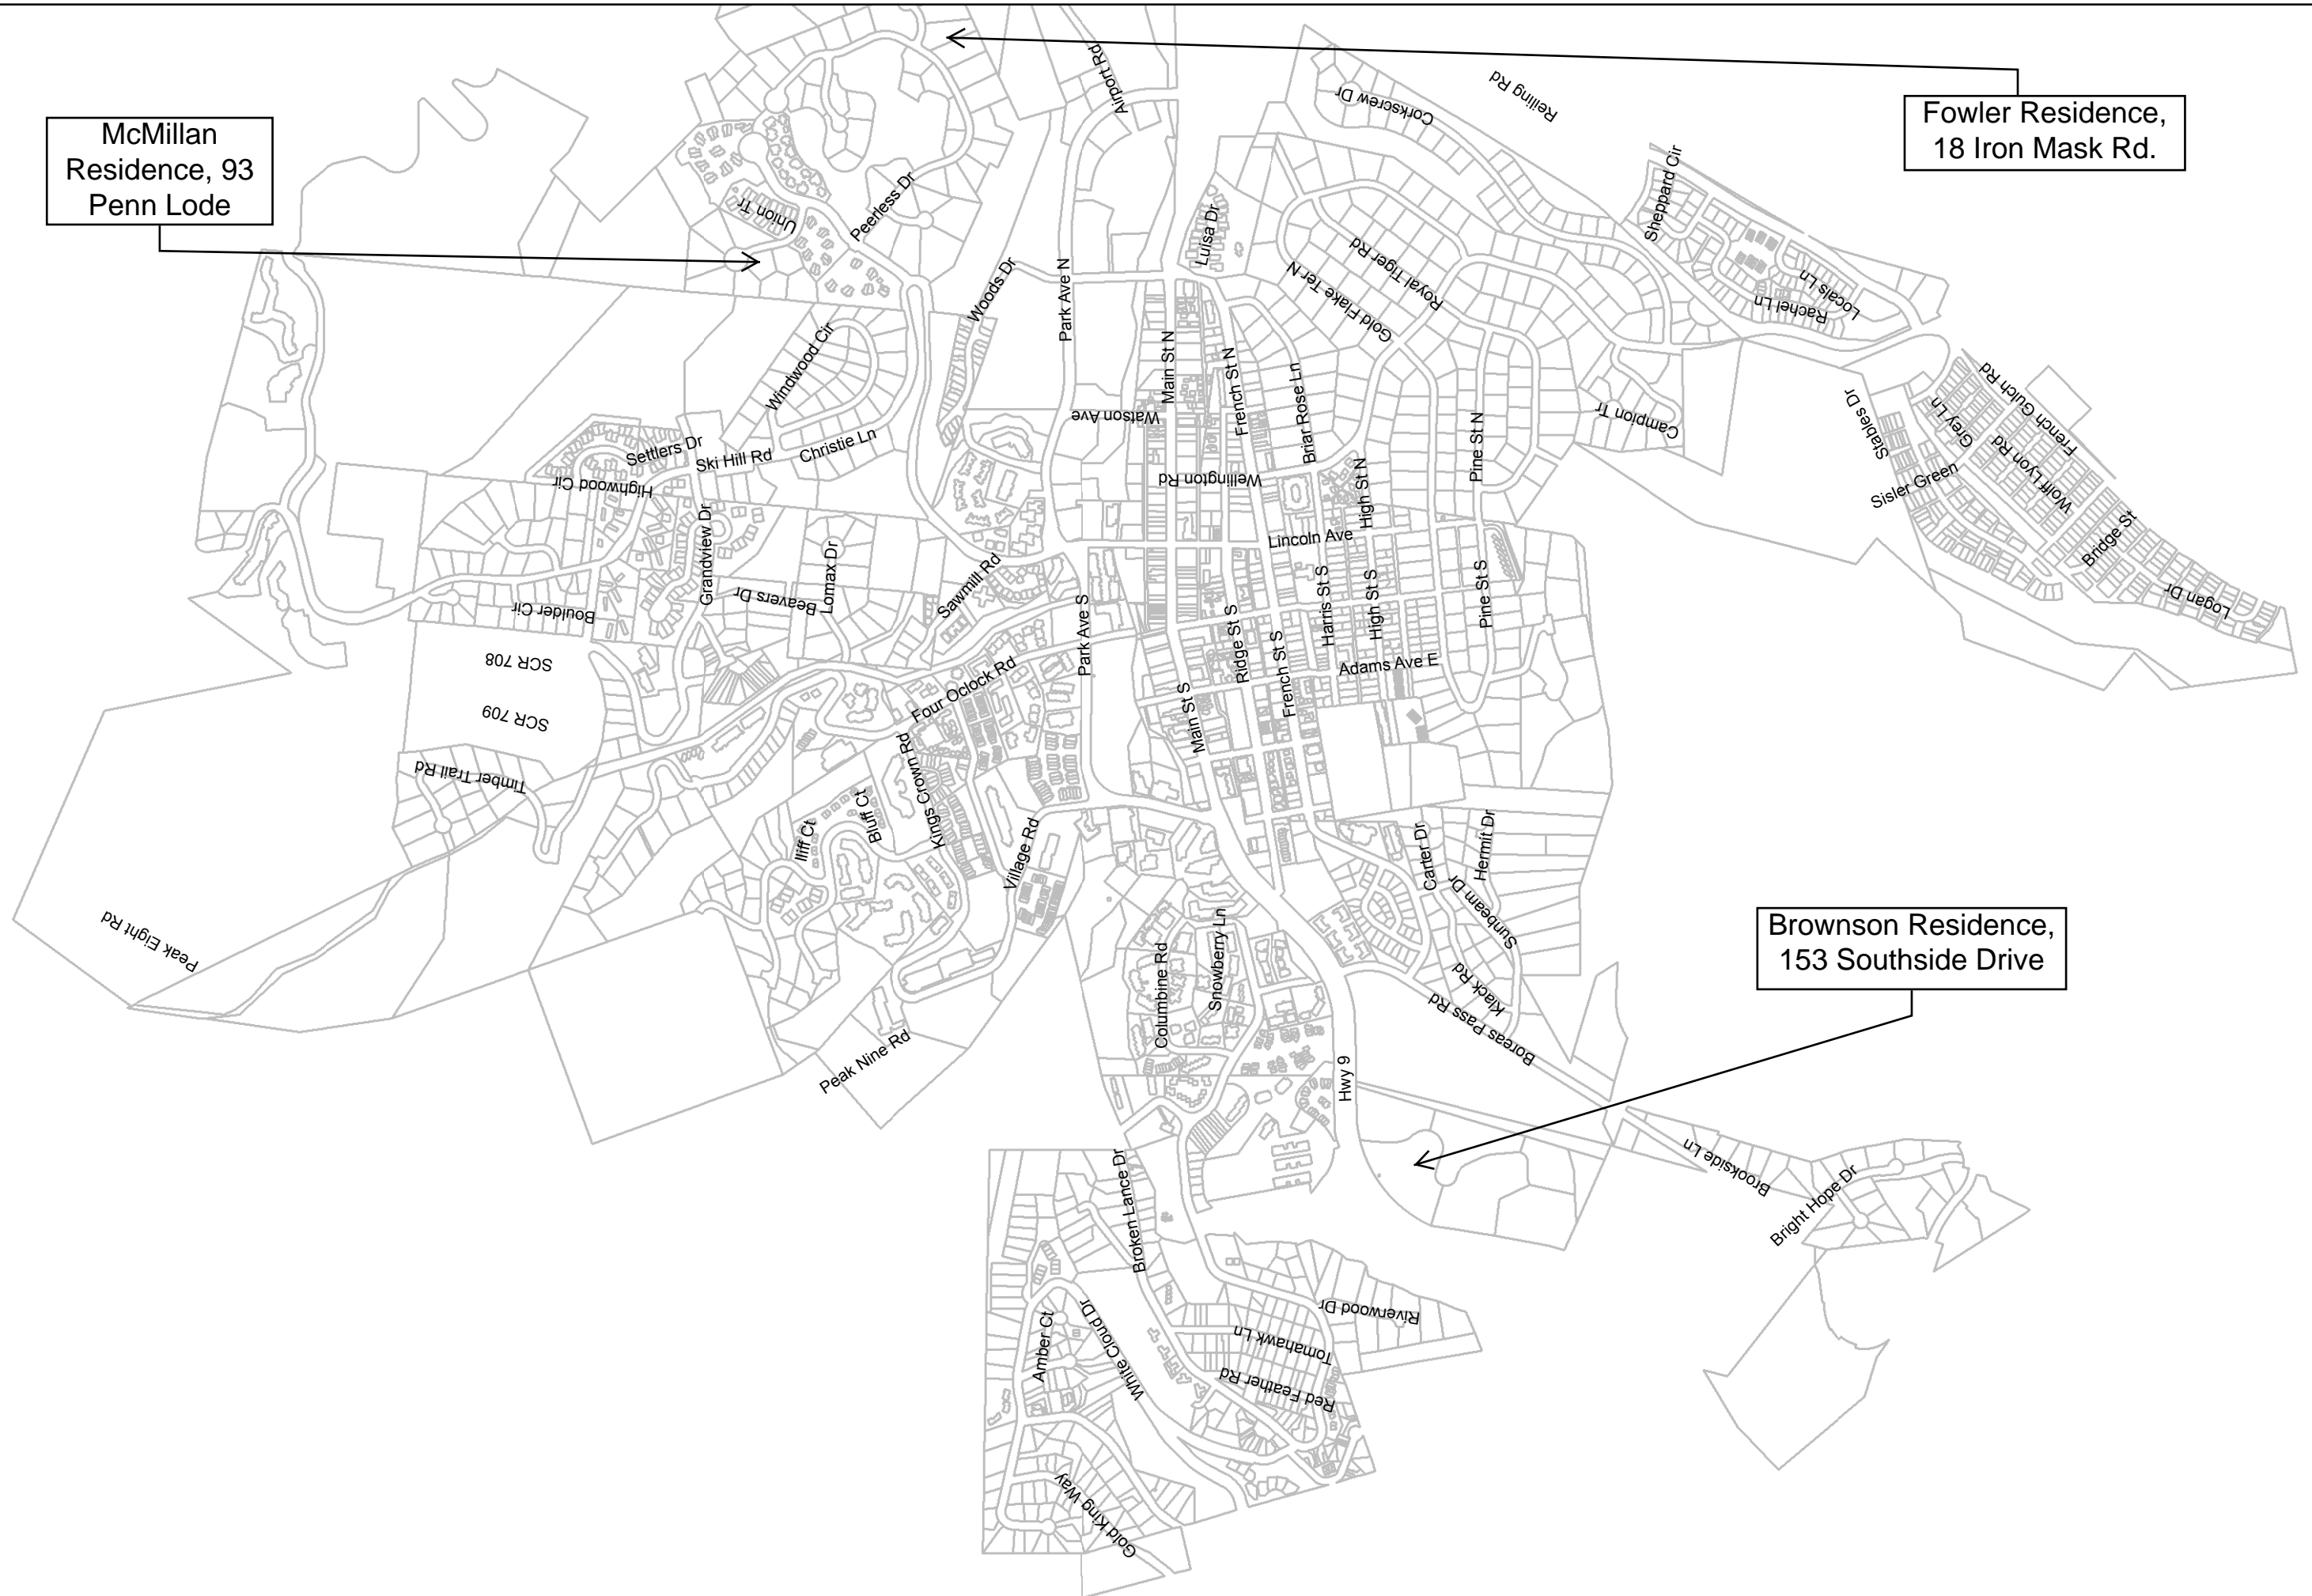 Airport Rd
Reiling Rd
Corkscrew Dr
Fowler Residence,
18 Iron Mask Rd.
McMillan
Residence, 93
Penn Lode
Sheppard Cir
Union Tr
Peerless Dr
Luisa Dr
Woods Dr
Park Ave N
Royal Tiger Rd
Gold Flake Ter N
Locals Ln
Rachel Ln
Windwood Cir
Main St N
French St N
Briar Rose Ln
Campion Tr
Watson Ave
Pine St N
Stables Dr
Grey Ln
French Gulch Rd
Wolff Lyon Rd
Sisler Green
Settlers Dr
Ski Hill Rd
Christie Ln
Highwood Cir
Wellington Rd
High St N
Grandview Dr
Lincoln Ave
Bridge St
Logan Dr
Lomax Dr
Beavers Dr
Boulder Cir
Sawmill Rd
Park Ave S
Ridge St S
Harris St S
High St S
Pine St S
SCR 708
SCR 709
Four Oclock Rd
French St S
Adams Ave E
Main St S
Timber Trail Rd
Kings Crown Rd
Bluff Ct
Iliff Ct
Village Rd
Carter Dr
Hermit Dr
Sunbeam Dr
Peak Eight Rd
Columbine Rd
Snowberry Ln
Klack Rd
Boreas Pass Rd
Brownson Residence,
153 Southside Drive
Peak Nine Rd
Hwy 9
Brookside Ln
Bright Hope Dr
Broken Lance Dr
Riverwood Dr
Amber Ct
White Cloud Dr
Tomahawk Ln
Red Feather Rd
Gold King Way